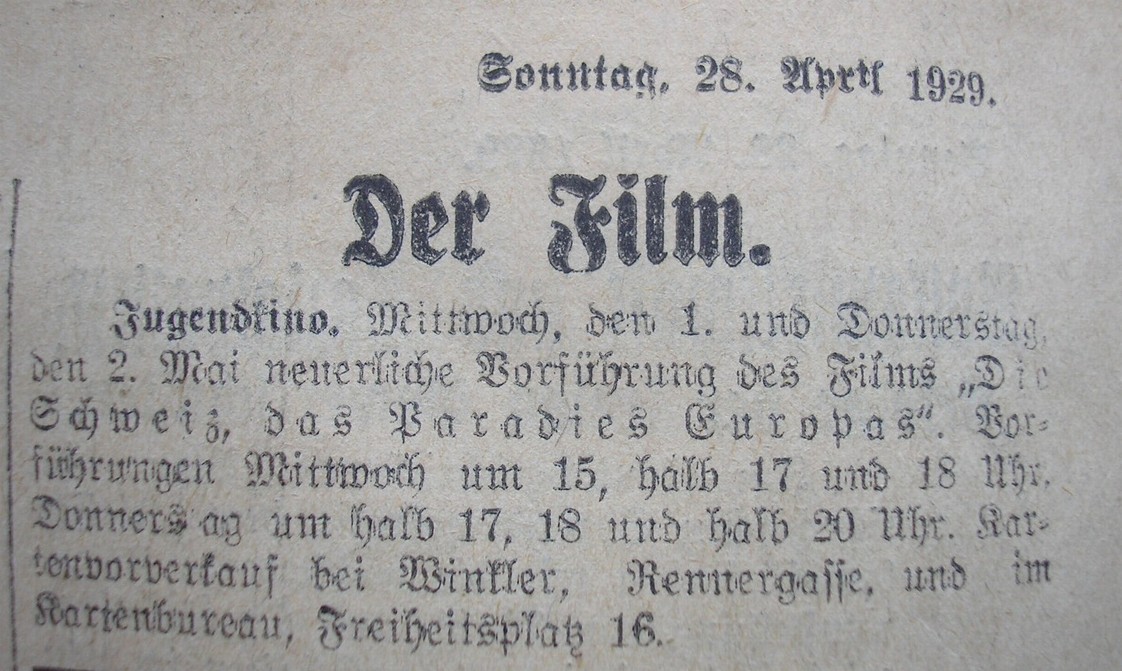 Sonntag, 28. April 1929.
Der Film.
Jugendkino. Mittwoch, den 1. und Donnerstag,
den 2. Mai neuerliche Vorführung des Films „Die
Schweiz, das Paradies Europas“. Vor-
führungen Mittwoch um 15, halb 17 und 18 Uhr.
Donners ag um halb 17, 18 und halb 20 Uhr. Kar-
tenvorverkauf bei Winkler, Rennergasse, und im
Kartenbureau, Freiheitsplatz 16.